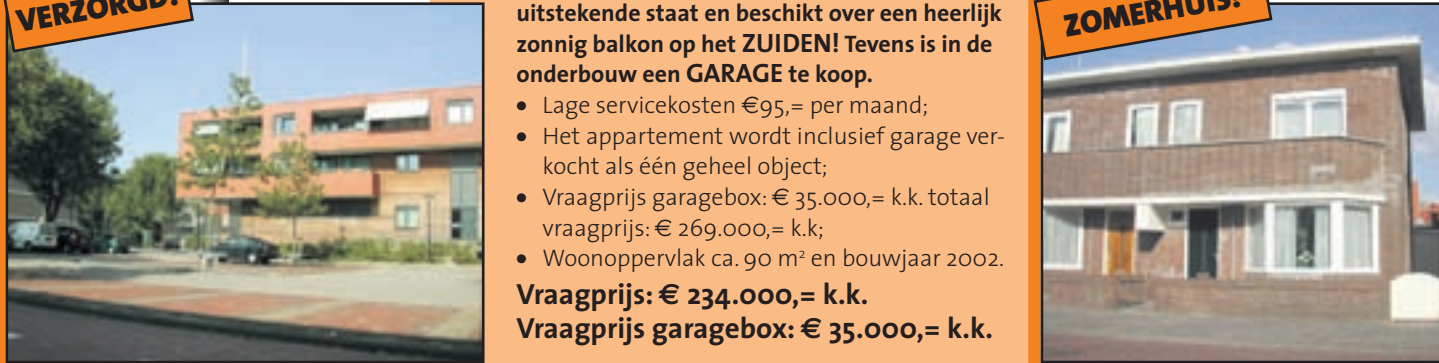 VERZORGD!
uitstekende staat en beschikt over een heerlijk
zonnig balkon op het ZUIDEN! Tevens is in de
onderbouw een GARAGE te koop.
• Lage servicekosten €95,= per maand;
• Het appartement wordt inclusief garage ver-
kocht als één geheel object;
• Vraagprijs garagebox: € 35.000,= k.k. totaal
vraagprijs: € 269.000,= k.k;
• Woonoppervlak ca. 90 m² en bouwjaar 2002.
Vraagprijs: € 234.000,= k.k.
Vraagprijs garagebox: € 35.000,= k.k.
ZOMERHUIS!